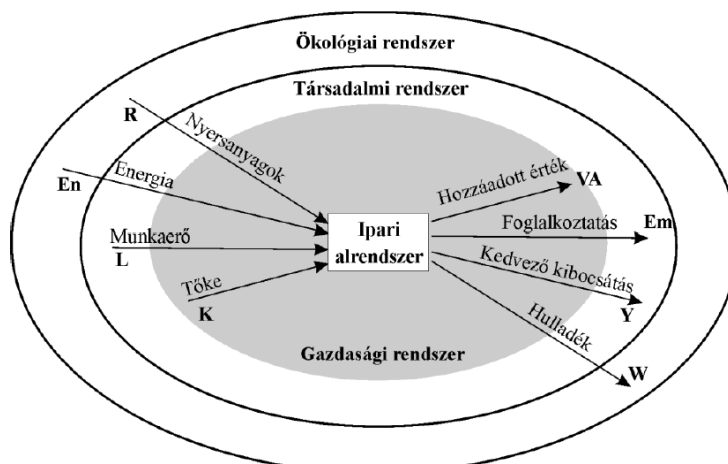 Ökológiai rendszer
Társadalmi rendszer
R
Nyersanyagok
En
Energia
Munkaerő
L
Tőke
K
Ipari
alrendszer
Hozzáadott érték
VA
Foglalkoztatás
Em
Kedvező kibocsátás
Y
Hulladék
W
Gazdasági rendszer